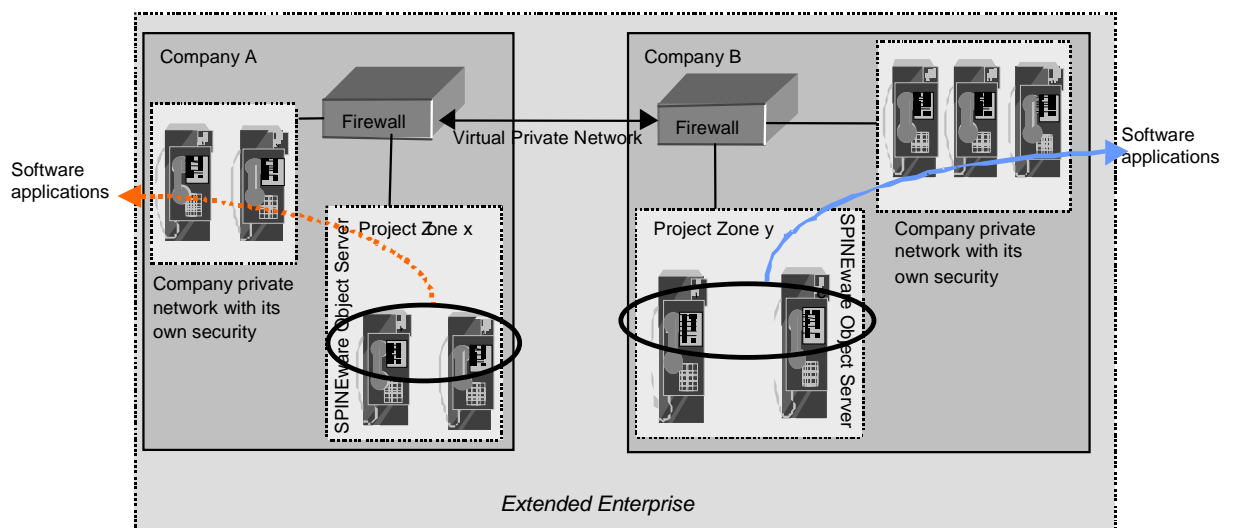 Company A
Company B
Firewall
Firewall
Virtual Private Network
Software
applications
Software
applications
Project Zone x
SPINEware Object Server
Project Zone y
SPINEware Object Server
Company private
network with its
own security
Company private
network with its
own security
Extended Enterprise